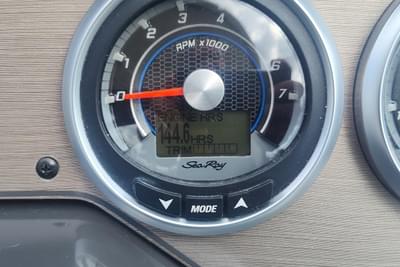 0 1 2 3 4 6 7
RPM x1000
ENGINE HRS
144.6 HRS
TRIM
Sea Ray
MODE